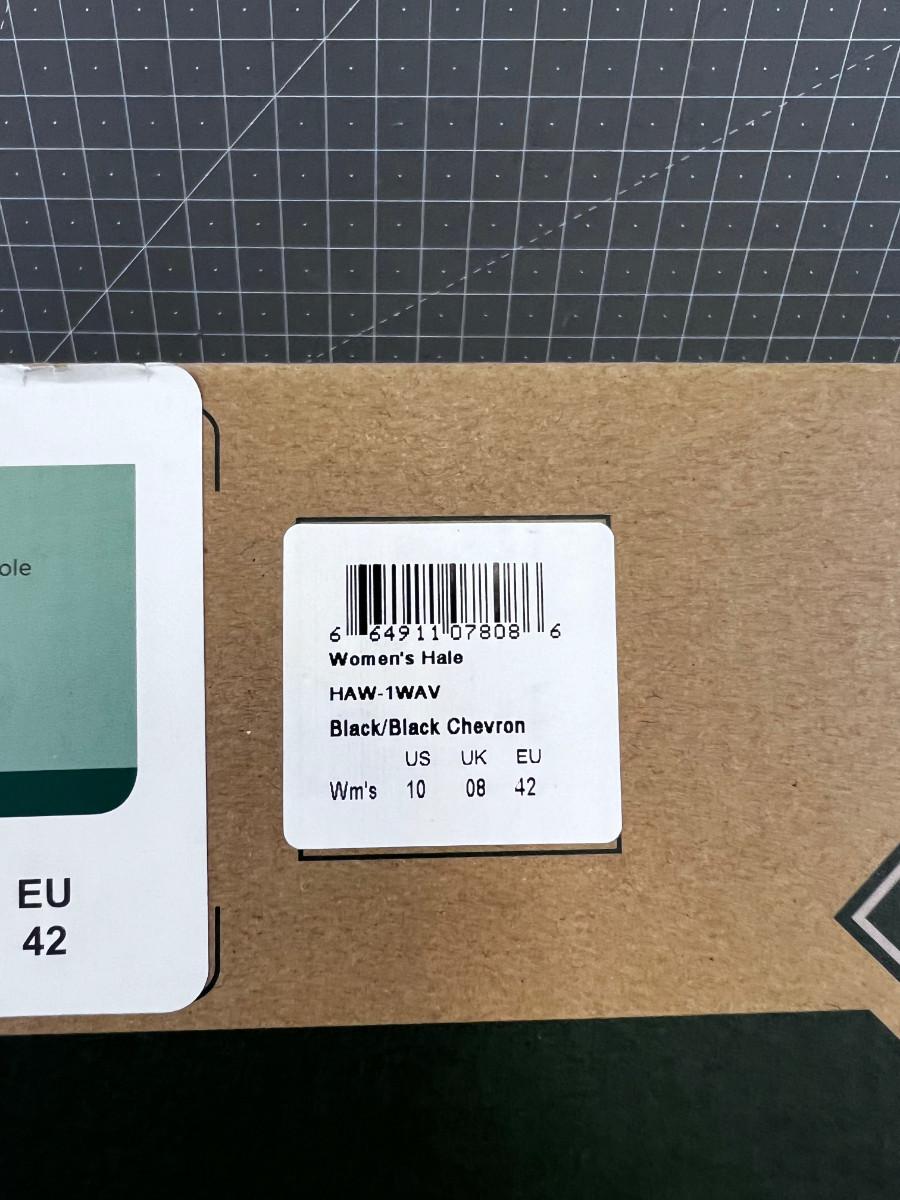 ole
EU
42
6 64911 07808 6
Women's Hale
HAW-1WAV
Black/Black Chevron
US UK EU
Wm's 10 08 42